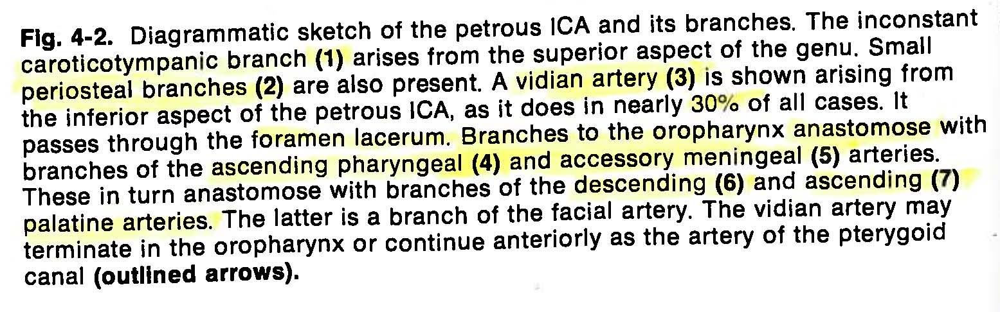 Fig. 4-2. Diagrammatic sketch of the petrous ICA and its branches. The inconstant
caroticotympanic branch (1) arises from the superior aspect of the genu. Small
periosteal branches (2) are also present. A vidian artery (3) is shown arising from
the inferior aspect of the petrous ICA, as it does in nearly 30% of all cases. It
passes through the foramen lacerum. Branches to the oropharynx anastomose with
branches of the ascending pharyngeal (4) and accessory meningeal (5) arteries.
These in turn anastomose with branches of the descending (6) and ascending (7)
palatine arteries. The latter is a branch of the facial artery. The vidian artery may
terminate in the oropharynx or continue anteriorly as the artery of the pterygoid
canal (outlined arrows).